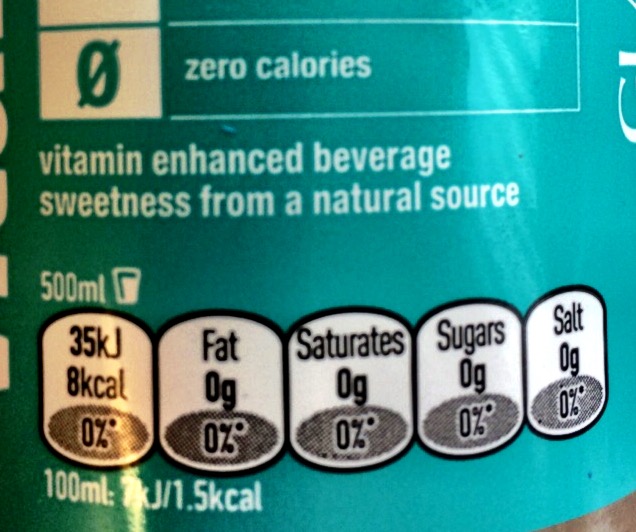 Ø zero calories
vitamin enhanced beverage
sweetness from a natural source
500ml
35kJ Fat Saturates Sugars Salt
8kcal 0g 0g 0g 0g
0%* 0%* 0%* 0%* 0%*
100ml: 7kJ/1.5kcal